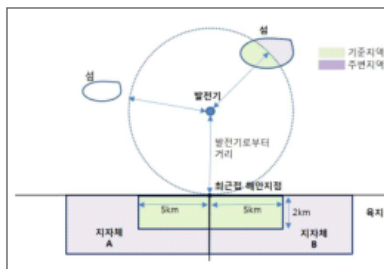 섬
기준지역
주변지역
섬
발전기
발전기로부터
거리
최근접 해안지점
5km
5km
2km
육지
지자체
A
지자체
B